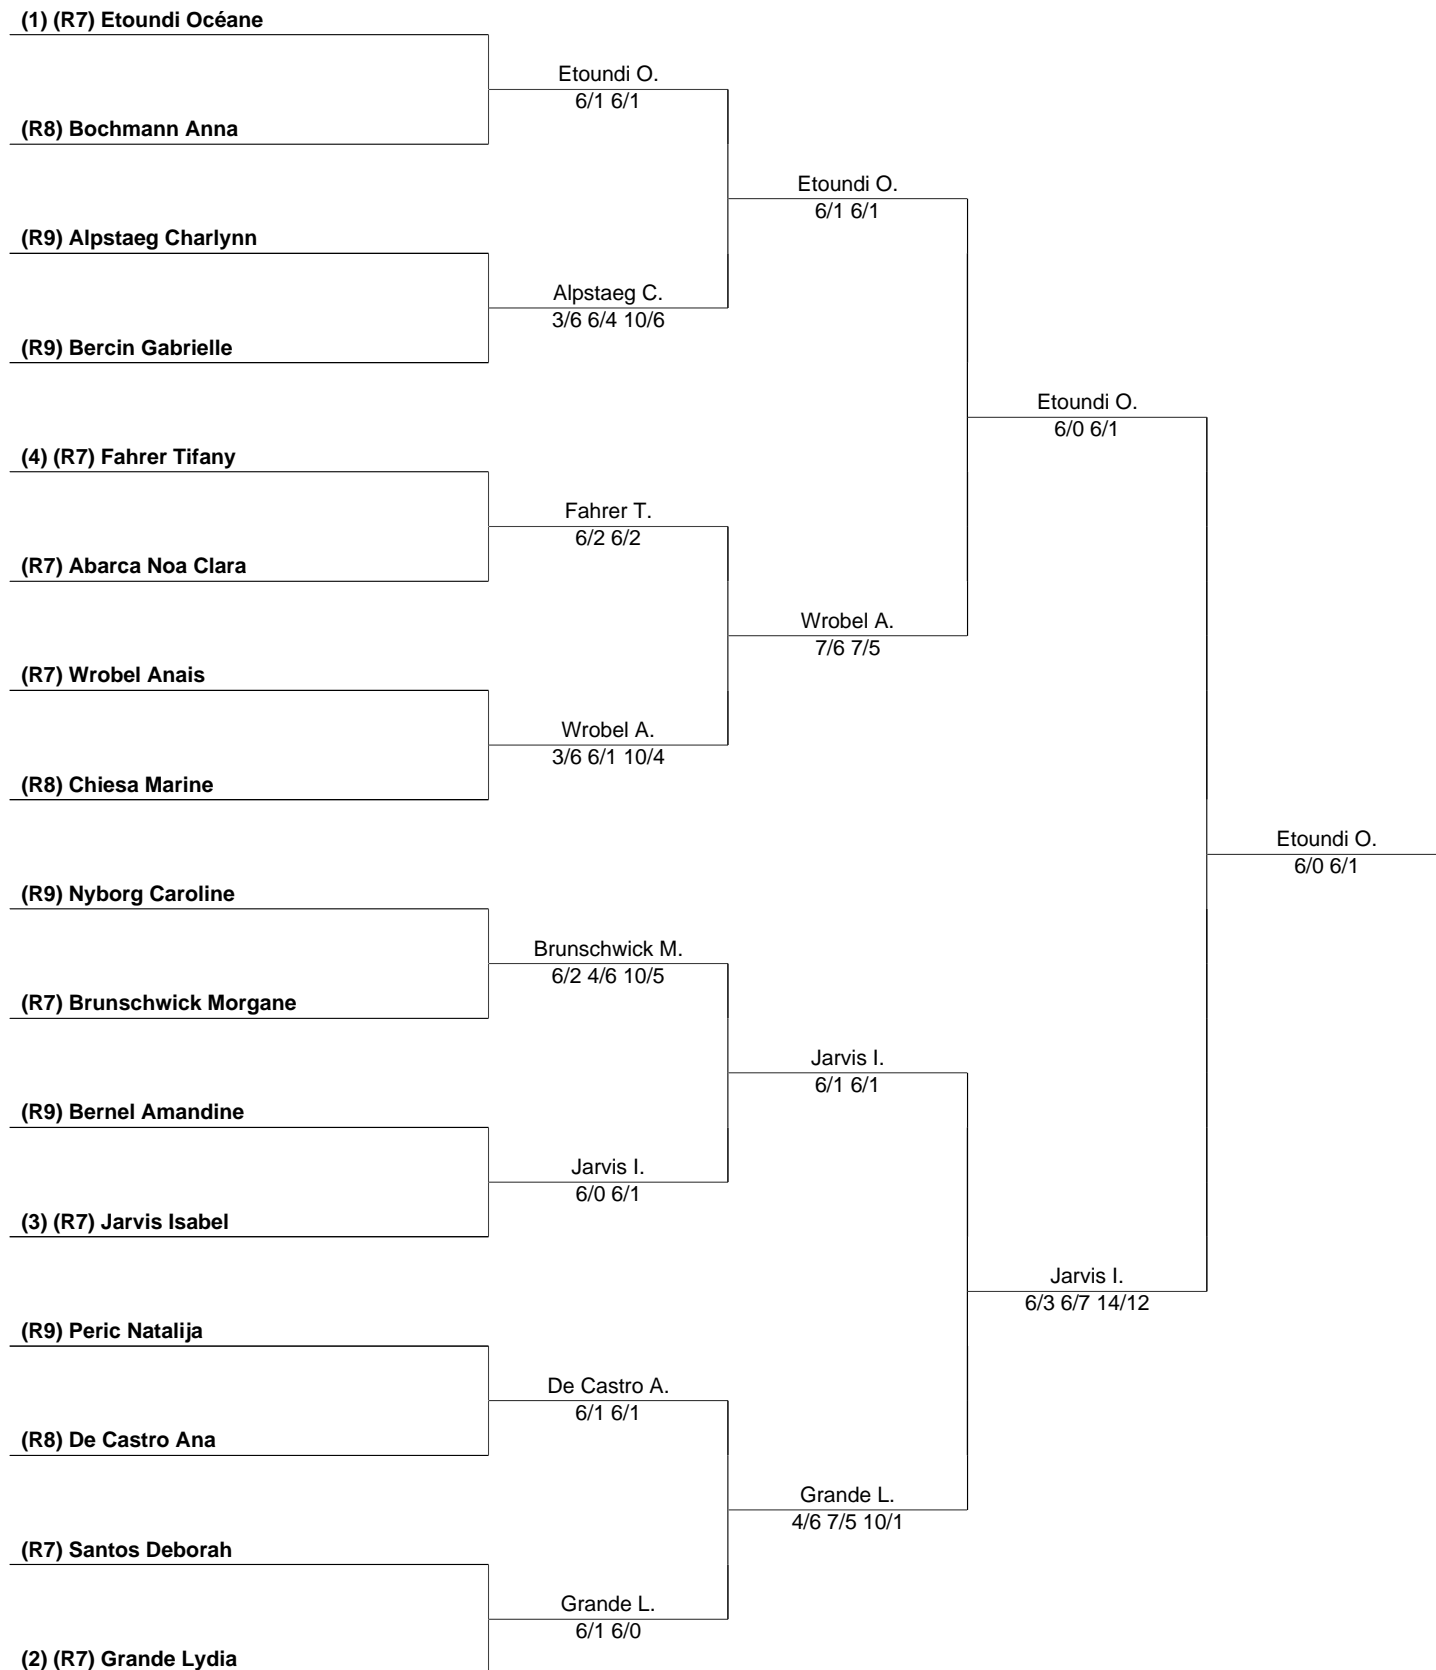 (1) (R7) Etoundi Océane
Etoundi O.
6/1 6/1
(R8) Bochmann Anna
Etoundi O.
6/1 6/1
(R9) Alpstaeg Charlynn
Alpstaeg C.
3/6 6/4 10/6
(R9) Bercin Gabrielle
Etoundi O.
6/0 6/1
(4) (R7) Fahrer Tifany
Fahrer T.
6/2 6/2
(R7) Abarca Noa Clara
Wrobel A.
7/6 7/5
(R7) Wrobel Anais
Wrobel A.
3/6 6/1 10/4
(R8) Chiesa Marine
Etoundi O.
6/0 6/1
(R9) Nyborg Caroline
Brunschwick M.
6/2 4/6 10/5
(R7) Brunschwick Morgane
Jarvis I.
6/1 6/1
(R9) Bernel Amandine
Jarvis I.
6/0 6/1
(3) (R7) Jarvis Isabel
Jarvis I.
6/3 6/7 14/12
(R9) Peric Natalija
De Castro A.
6/1 6/1
(R8) De Castro Ana
Grande L.
4/6 7/5 10/1
(R7) Santos Deborah
Grande L.
6/1 6/0
(2) (R7) Grande Lydia